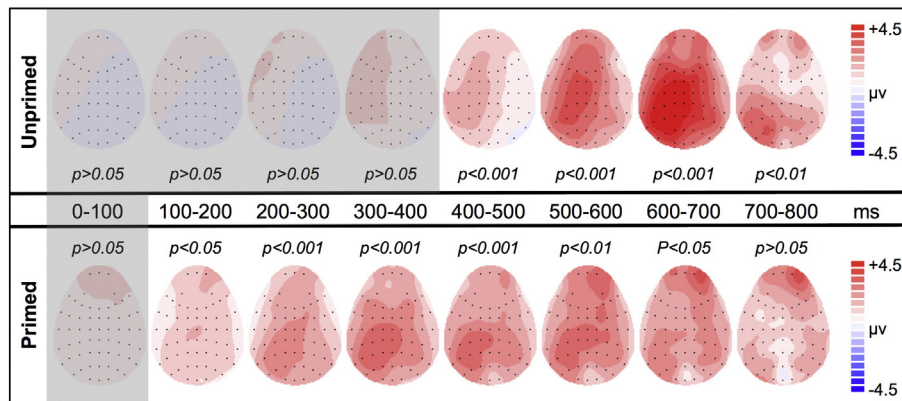 Unprimed
+4.5
μv
-4.5
p>0.05 p>0.05 p>0.05 p>0.05 p<0.001 p<0.001 p<0.001 p<0.01
0-100 100-200 200-300 300-400 400-500 500-600 600-700 700-800 ms
p>0.05 p<0.05 p<0.001 p<0.001 p<0.001 p<0.01 P<0.05 p>0.05
Primed
+4.5
μv
-4.5